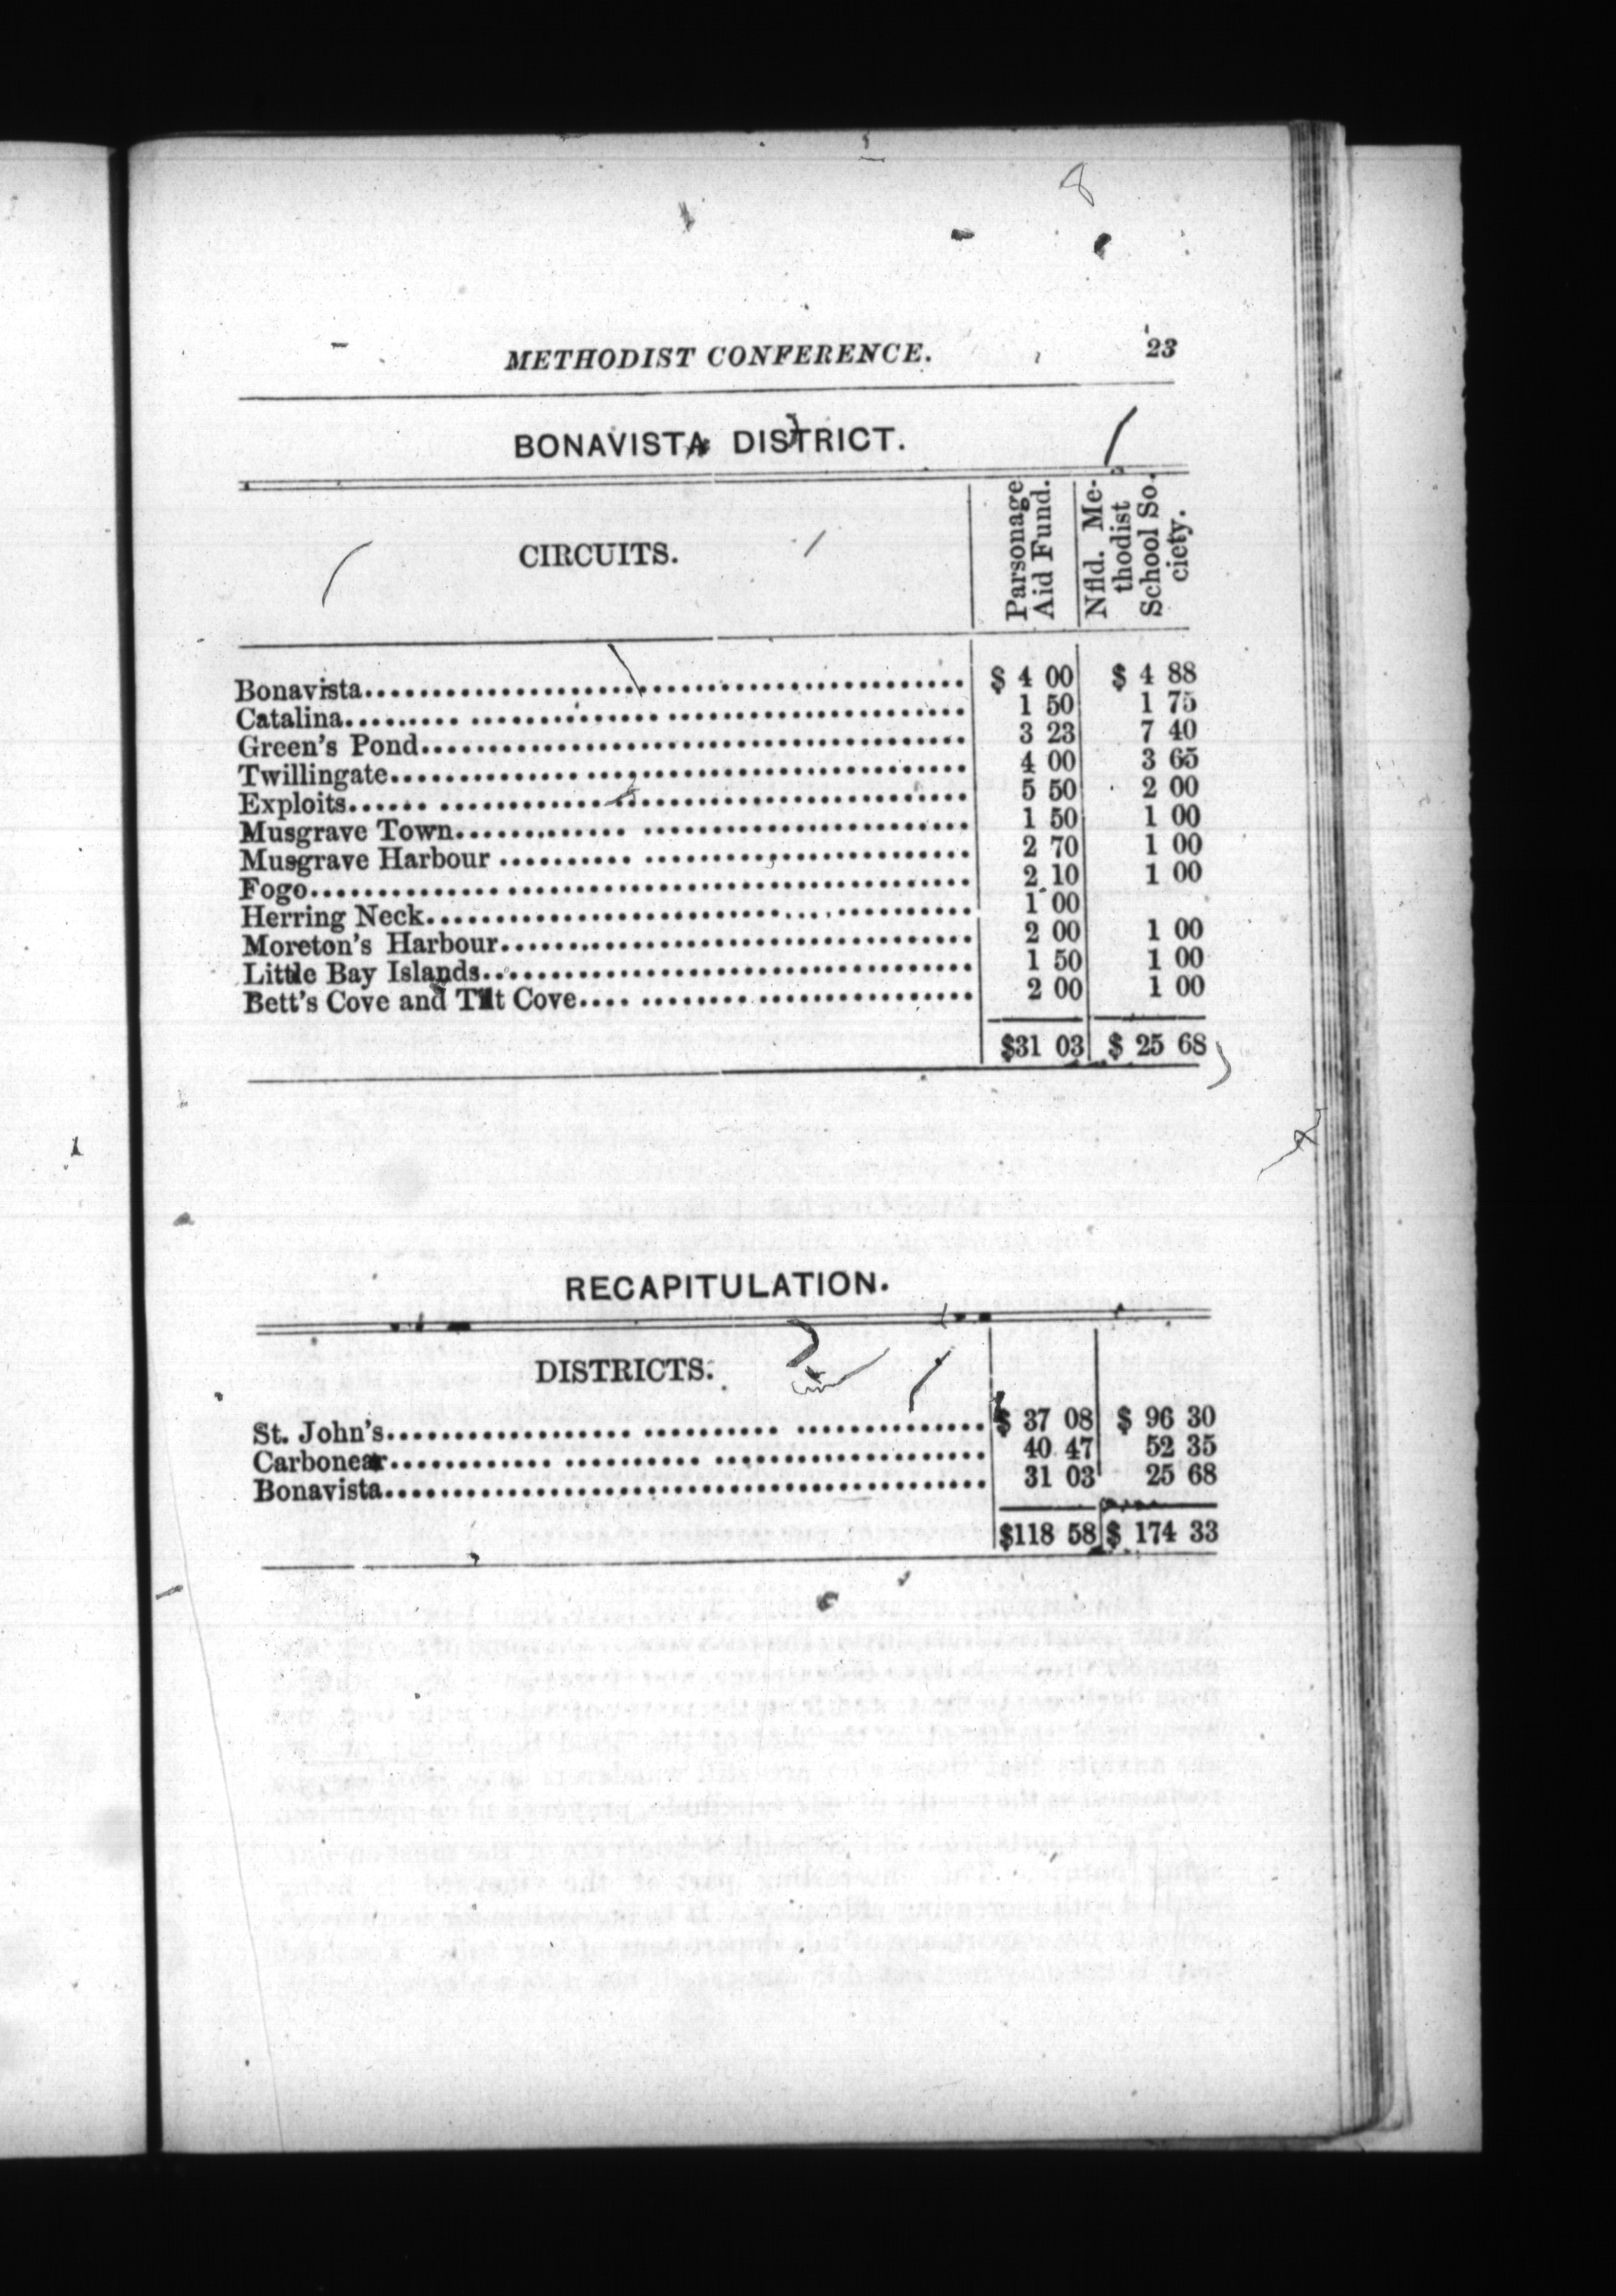 METHODIST CONFERENCE. 23
BONAVISTA DISTRICT.
CIRCUITS.
Parsonage
Aid Fund.
Nfld. Me-
thodist
School So-
ciety.
Bonavista $ 4 00 $ 4 88
Catalina 1 50 1 75
Green's Pond 3 23 7 40
Twillingate 4 00 3 65
Exploits 5 50 2 00
Musgrave Town 1 50 1 00
Musgrave Harbour 2 70 1 00
Fogo 2 10 1 00
Herring Neck 1 00
Moreton's Harbour 2 00 1 00
Little Bay Islands 1 50 1 00
Bett's Cove and Tilt Cove 2 00 1 00
$31 03 $ 25 68
RECAPITULATION.
DISTRICTS.
St. John's $ 37 08 $ 96 30
Carbonear 40 47 52 35
Bonavista 31 03 25 68
$118 58 $ 174 33